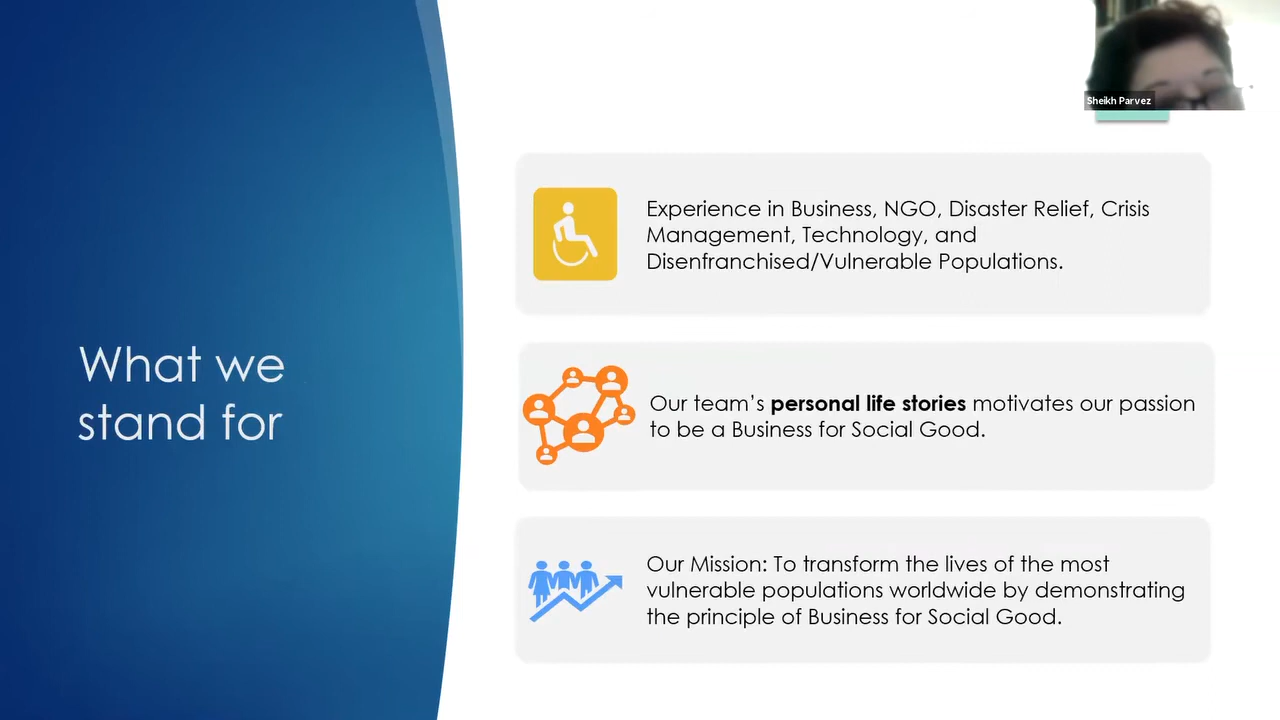 Sheikh Parvez
What we
stand for
Experience in Business, NGO, Disaster Relief, Crisis
Management, Technology, and
Disenfranchised/Vulnerable Populations.
Our team's personal life stories motivates our passion
to be a Business for Social Good.
Our Mission: To transform the lives of the most
vulnerable populations worldwide by demonstrating
the principle of Business for Social Good.